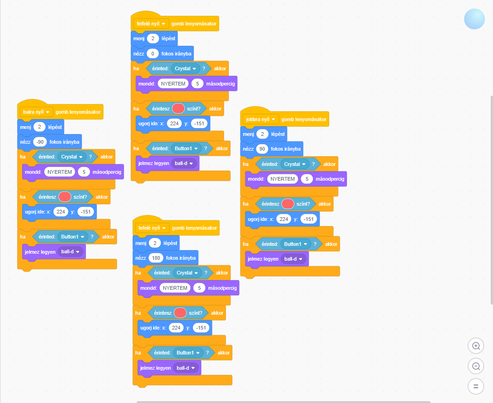 felfelé nyíl gomb lenyomásakor
menj 2 lépést
nézz 0 fokos irányba
ha érinted: Crystal ? akkor
mondd: NYERTEM 5 másodpercig
ha érintesz színt? akkor
ugorj ide: x: 224 y: -151
ha érinted: Button1 ? akkor
jelmez legyen ball-d
balra nyíl gomb lenyomásakor
menj 2 lépést
nézz -90 fokos irányba
ha érinted: Crystal ? akkor
mondd: NYERTEM 5 másodpercig
ha érintesz színt? akkor
ugorj ide: x: 224 y: -151
ha érinted: Button1 ? akkor
jelmez legyen ball-d
jobbra nyíl gomb lenyomásakor
menj 2 lépést
nézz 90 fokos irányba
ha érinted: Crystal ? akkor
mondd: NYERTEM 5 másodpercig
ha érintesz színt? akkor
ugorj ide: x: 224 y: -151
ha érinted: Button1 ? akkor
jelmez legyen ball-d
nyíl gomb lenyomásakor
menj 2 lépést
nézz 180 fokos irányba
ha érinted: Crystal ? akkor
mondd: NYERTEM 5 másodpercig
ha érintesz színt? akkor
ugorj ide: x: 224 y: -151
ha érinted: Button1 ? akkor
jelmez legyen ball-d